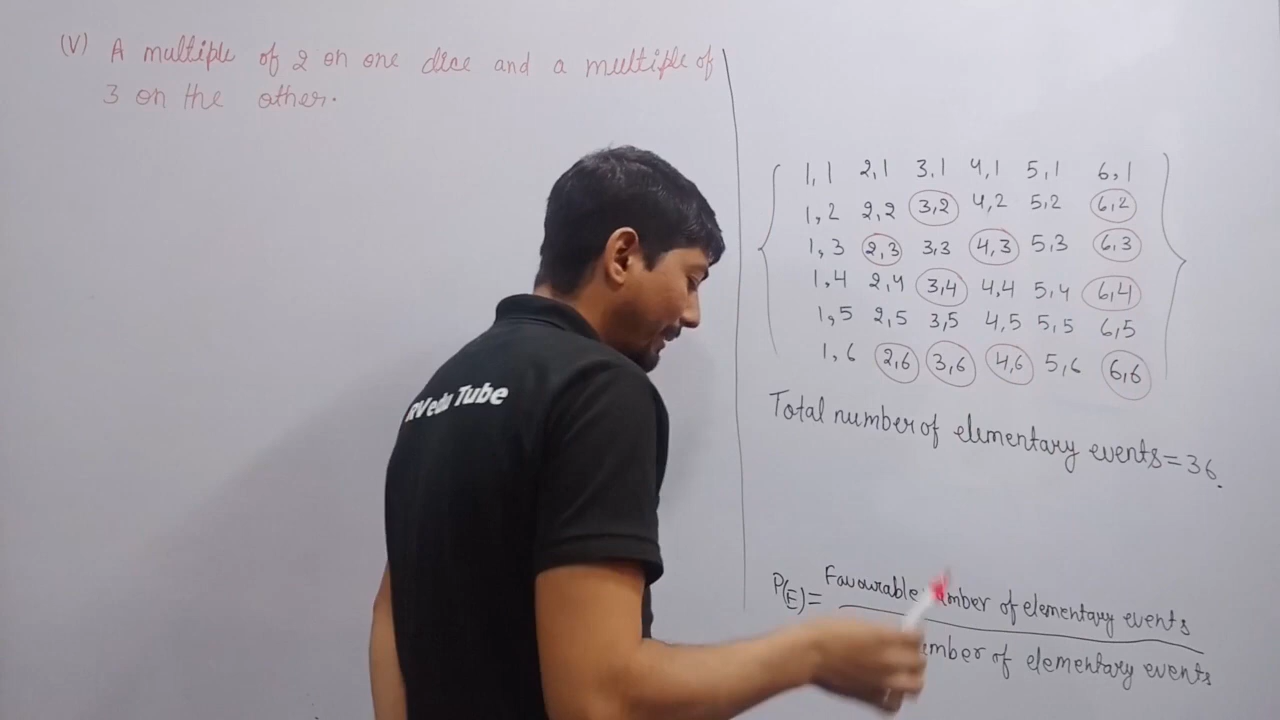 (V) A multiple of 2 on one dice and a multiple of
3 on the other.
1,1 2,1 3,1 4,1 5,1 6,1
1,2 2,2 3,2 4,2 5,2 6,2
1,3 2,3 3,3 4,3 5,3 6,3
1,4 2,4 3,4 4,4 5,4 6,4
1,5 2,5 3,5 4,5 5,5 6,5
1,6 2,6 3,6 4,6 5,6 6,6
Total number of elementary events = 36.
P(E) = Favourable number of elementary events
number of elementary events
RV edu Tube